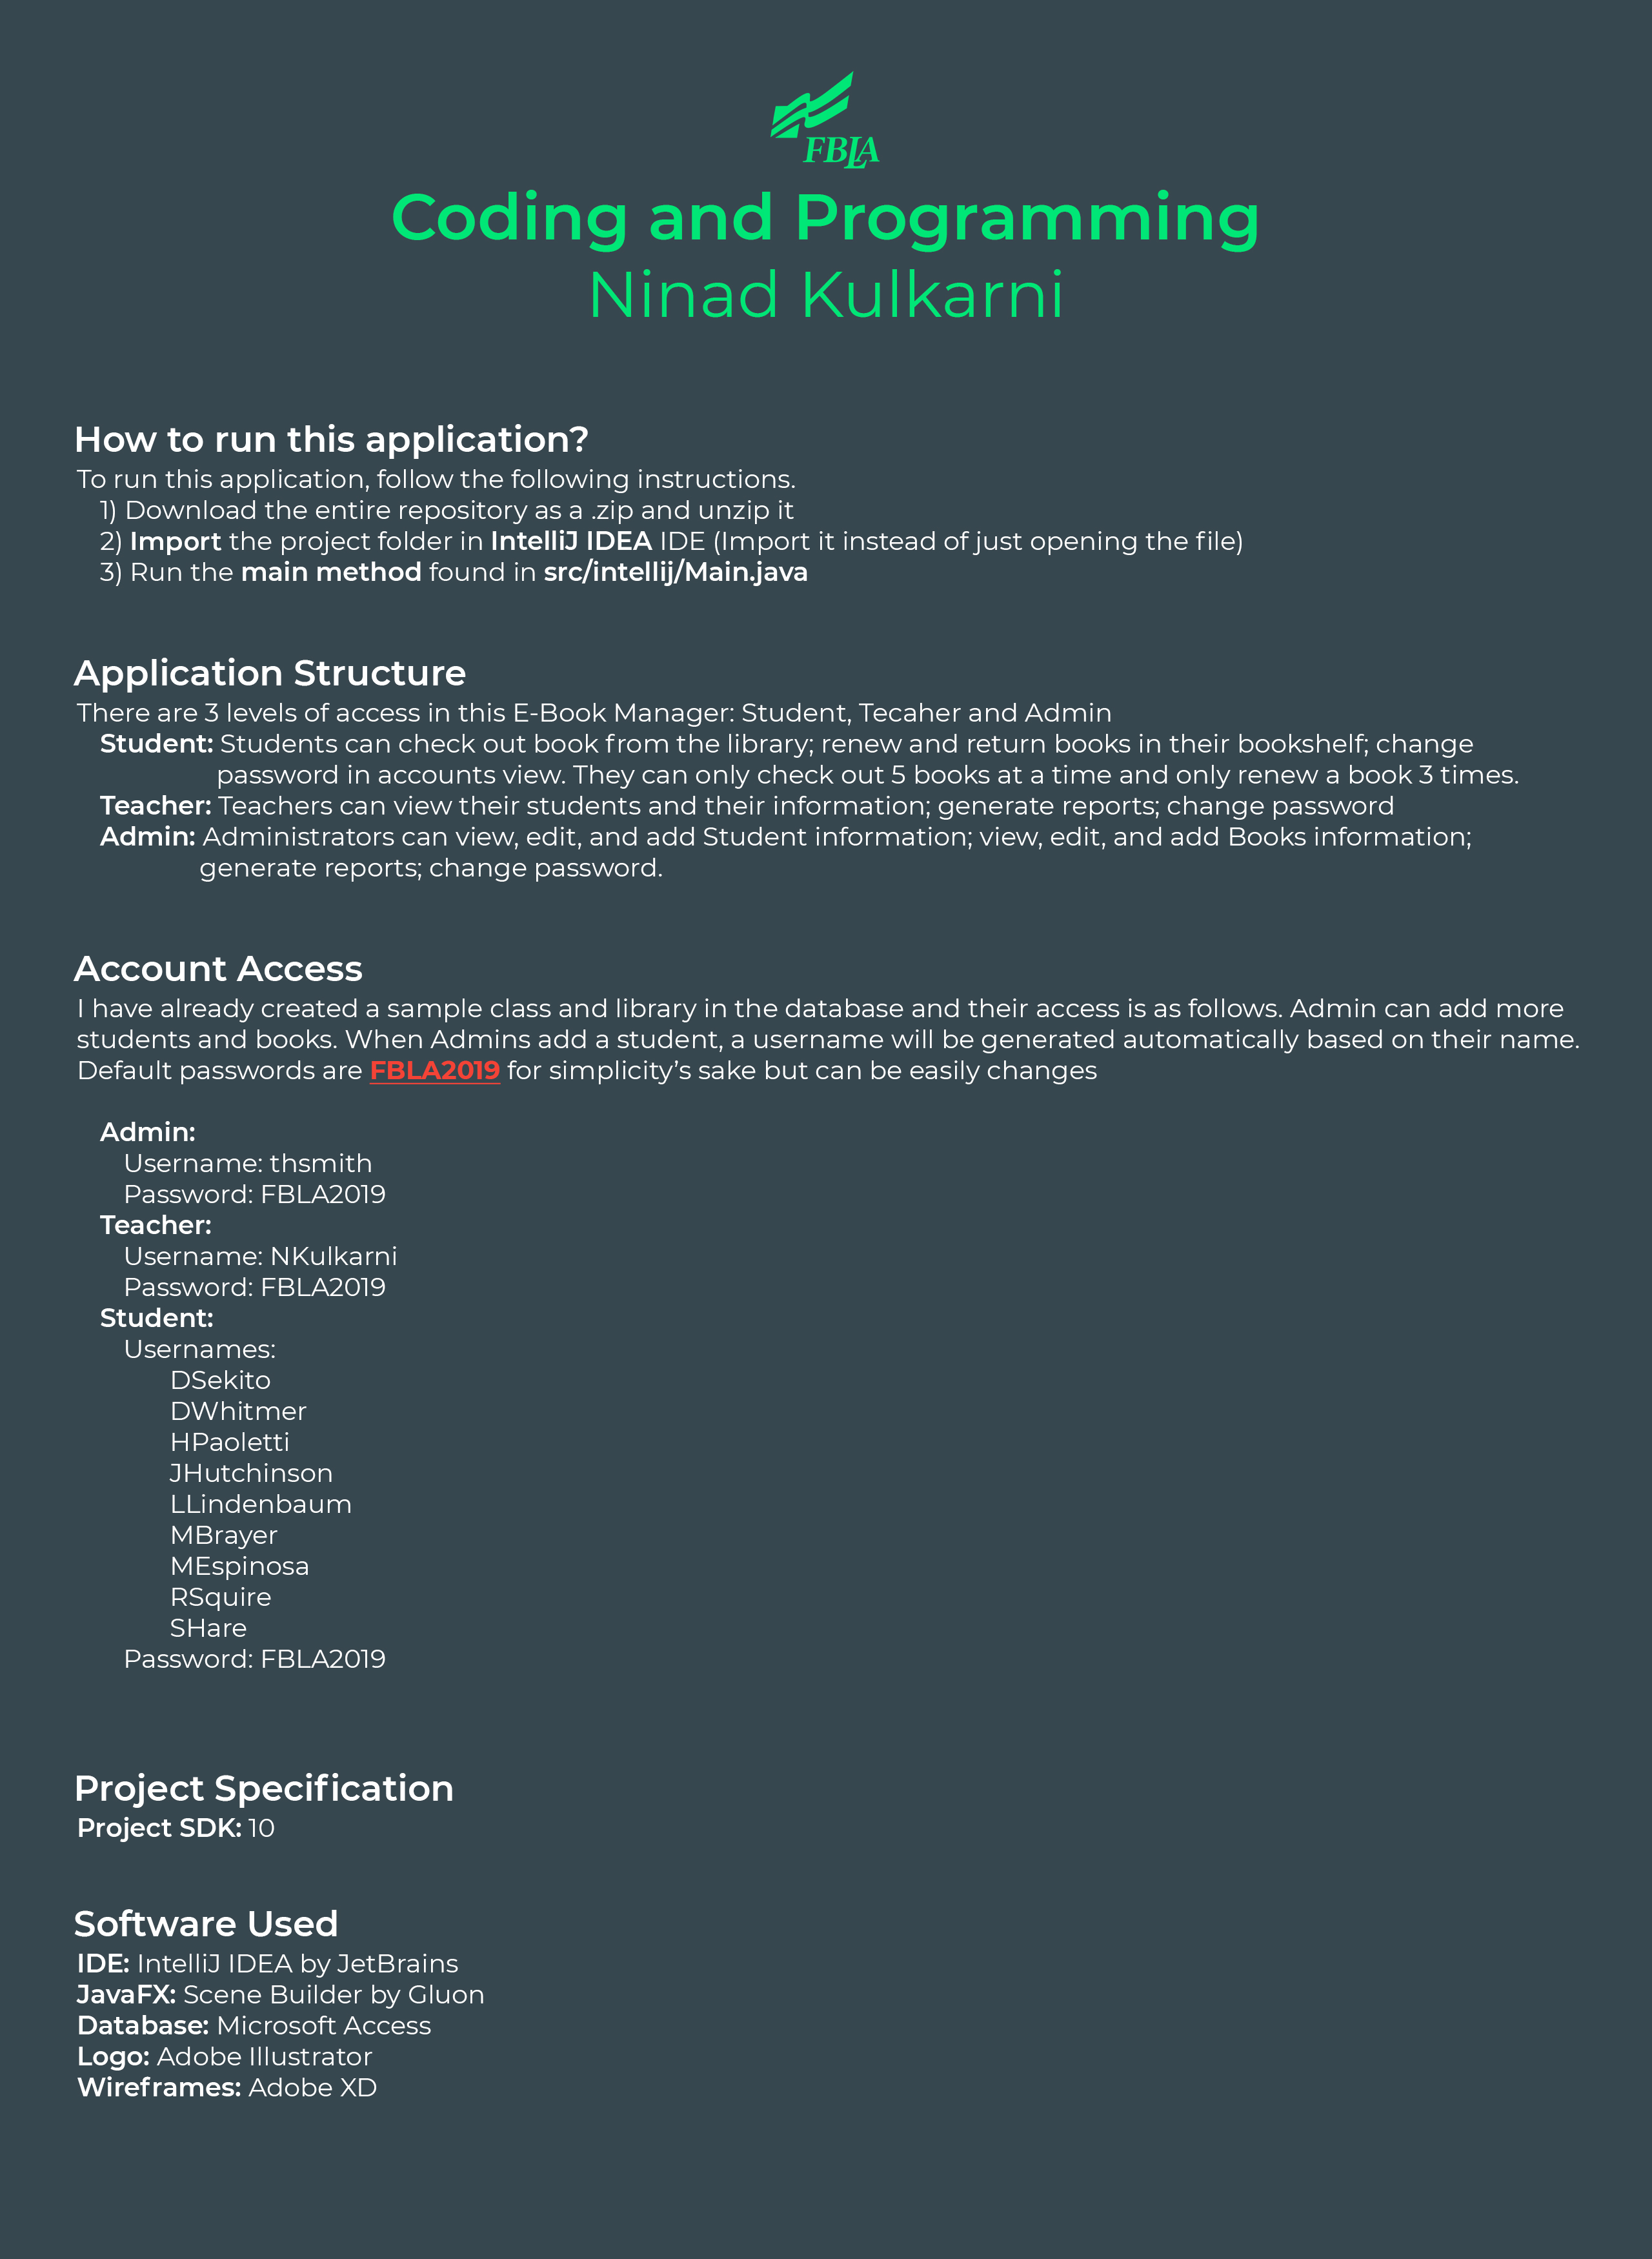 FBLA
Coding and Programming
Ninad Kulkarni
How to run this application?
To run this application, follow the following instructions.
1) Download the entire repository as a .zip and unzip it
2) Import the project folder in IntelliJ IDEA IDE (Import it instead of just opening the file)
3) Run the main method found in src/intellij/Main.java
Application Structure
There are 3 levels of access in this E-Book Manager: Student, Tecaher and Admin
Student: Students can check out book from the library; renew and return books in their bookshelf; change
password in accounts view. They can only check out 5 books at a time and only renew a book 3 times.
Teacher: Teachers can view their students and their information; generate reports; change password
Admin: Administrators can view, edit, and add Student information; view, edit, and add Books information;
generate reports; change password.
Account Access
I have already created a sample class and library in the database and their access is as follows. Admin can add more
students and books. When Admins add a student, a username will be generated automatically based on their name.
Default passwords are FBLA2019 for simplicity’s sake but can be easily changes
Admin:
Username: thsmith
Password: FBLA2019
Teacher:
Username: NKulkarni
Password: FBLA2019
Student:
Usernames:
DSekito
DWhitmer
HPaoletti
JHutchinson
LLindenbaum
MBrayer
MEspinosa
RSquire
SHare
Password: FBLA2019
Project Specification
Project SDK: 10
Software Used
IDE: IntelliJ IDEA by JetBrains
JavaFX: Scene Builder by Gluon
Database: Microsoft Access
Logo: Adobe Illustrator
Wireframes: Adobe XD